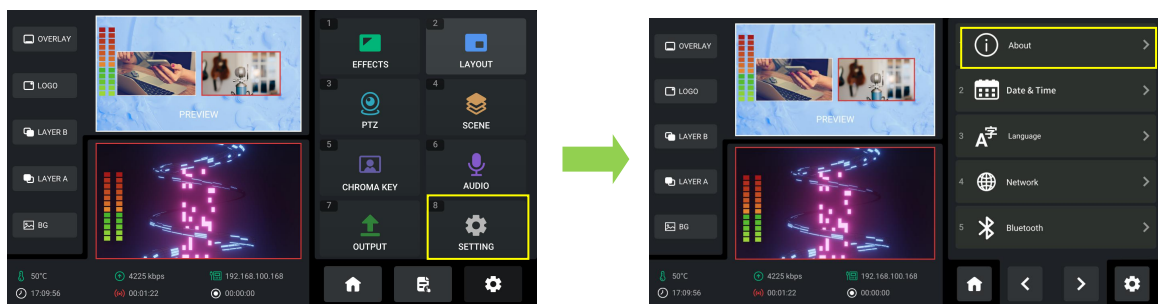 OVERLAY
LOGO
LAYER B
LAYER A
BG
PREVIEW
1
EFFECTS
2
LAYOUT
3
PTZ
4
SCENE
5
CHROMA KEY
6
AUDIO
7
OUTPUT
8
SETTING
50°C
4225 kbps
192.168.100.168
17:09:56
00:01:22
00:00:00
OVERLAY
LOGO
LAYER B
LAYER A
BG
PREVIEW
About
2 Date & Time
3 A字 Language
4 Network
5 Bluetooth
50°C
4225 kbps
192.168.100.168
17:09:56
00:01:22
00:00:00